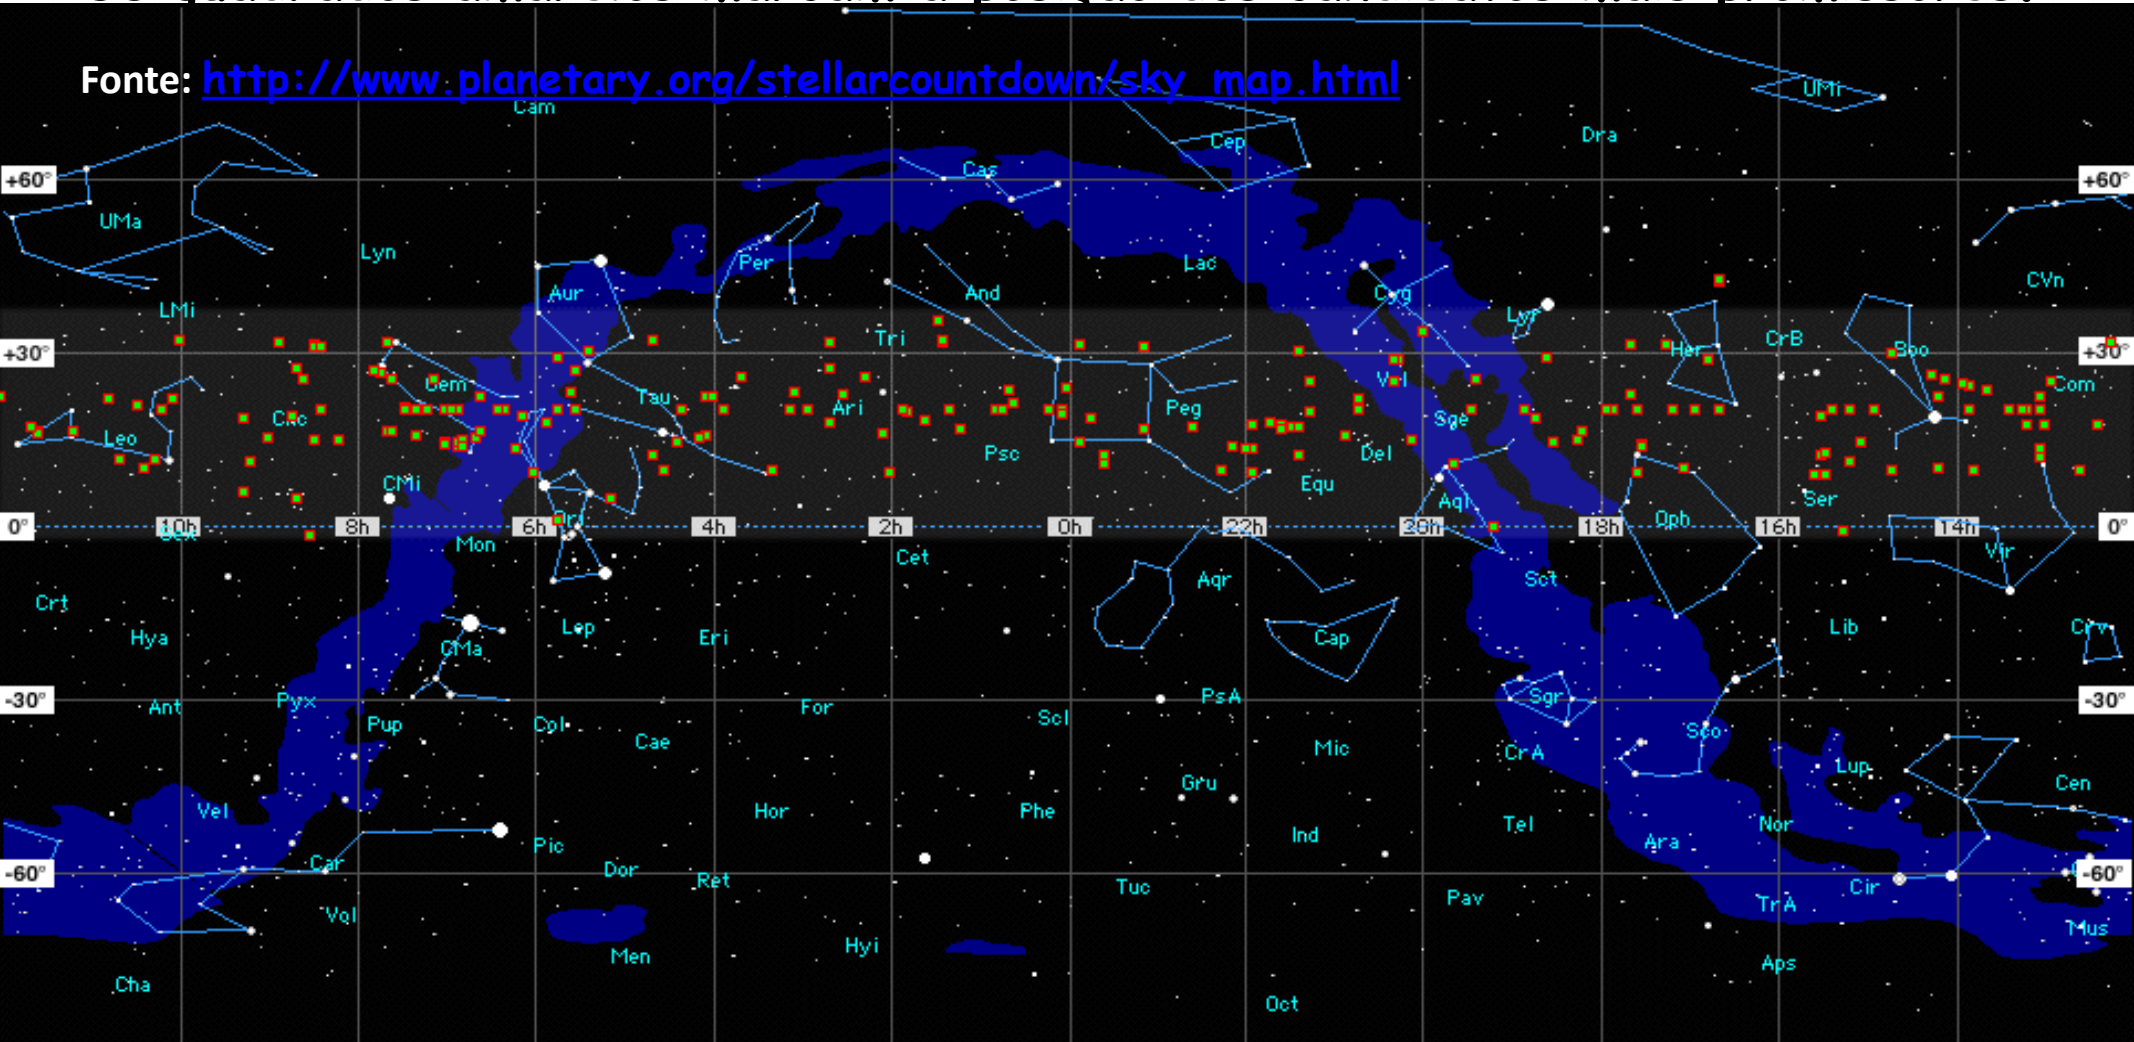 Fonte: http://www.planetary.org/stellarcountdown/sky_map.html
Cam
UMi
Cep
Dra
Cas
+60°
+60°
UMa
Lyn
Per
Lac
CVn
Aur
And
Cyg
LMi
Lyr
Tri
CrB
Her
Boo
+30°
+30°
Gem
Vul
Com
Tau
Ari
Peg
Cnc
Sge
Leo
Psc
Del
CMi
Equ
Aql
Ser
Ori
Oph
0°
10h
8h
6h
4h
2h
0h
22h
20h
18h
16h
14h
0°
Sex
Mon
Cet
Vir
Aqr
Sct
Crt
Hya
Lep
Eri
Cap
Lib
Crv
CMa
-30°
-30°
Ant
Pyx
For
PsA
Sgr
Pup
Col
Scl
Cae
Mic
CrA
Sco
Lup
Vel
Hor
Phe
Gru
Cen
Pic
Ind
Tel
Nor
Ara
Car
-60°
-60°
Dor
Ret
Tuc
Cir
Vol
Pav
TrA
Mus
Men
Hyi
Aps
Cha
Oct